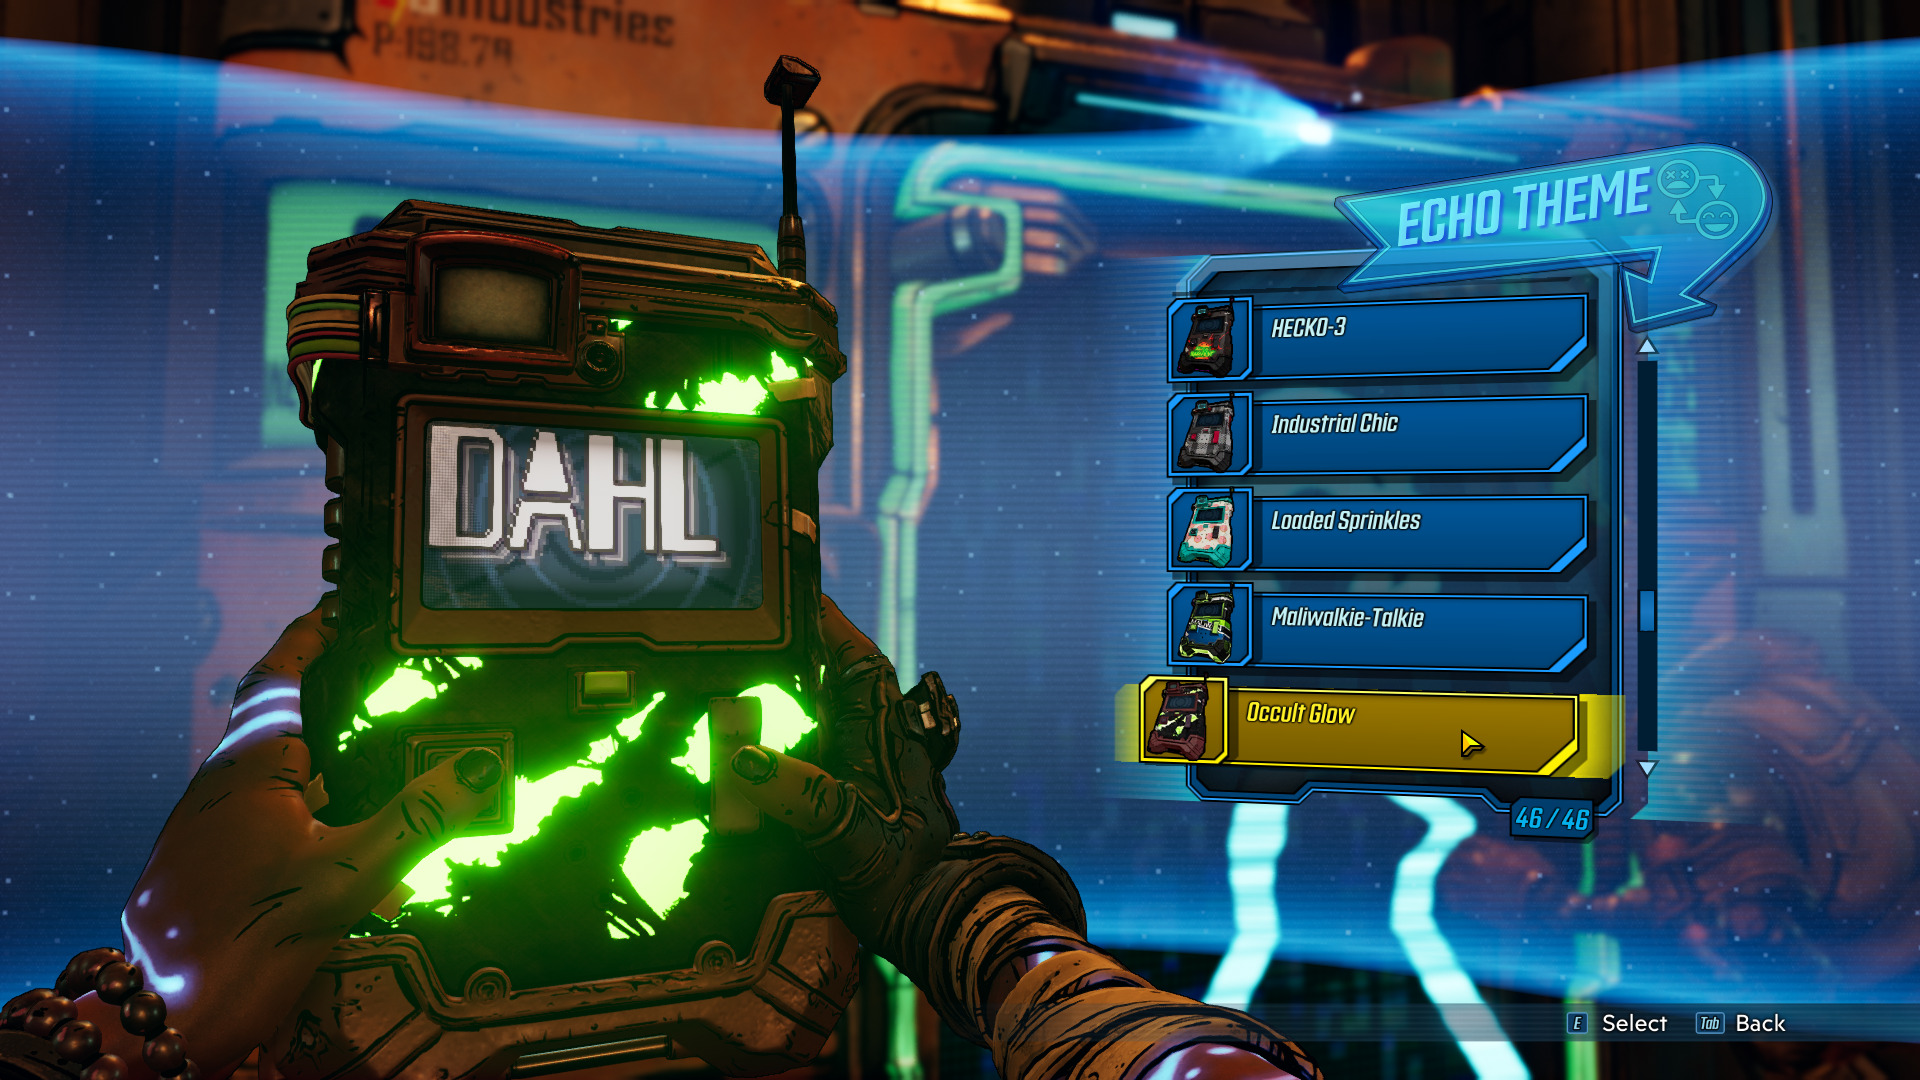 Industries
P-198.79
DAHL
ECHO THEME
HECKO-3
Industrial Chic
Loaded Sprinkles
Maliwalkie-Talkie
Occult Glow
46/46
E Select
Tab Back